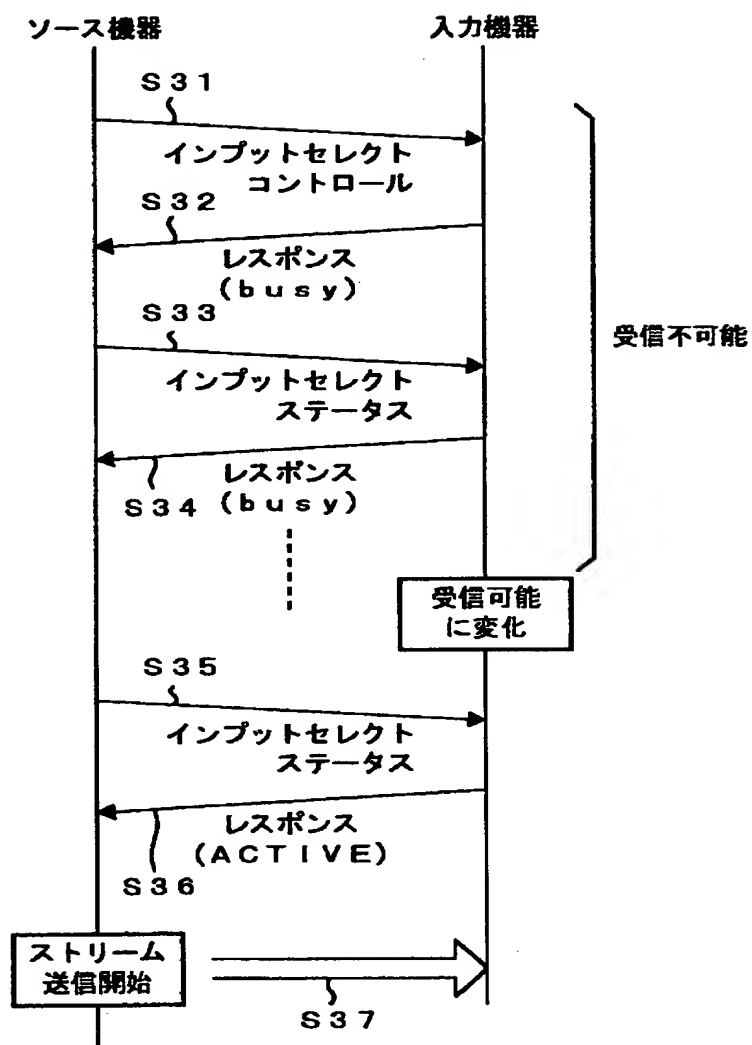 ソース機器
入力機器
S31
インプットセレクト
コントロール
S32
レスポンス
(busy)
S33
受信不可能
インプットセレクト
ステータス
レスポンス
S34 (busy)
受信可能
に変化
S35
インプットセレクト
ステータス
レスポンス
(ACTIVE)
S36
ストリーム
送信開始
S37